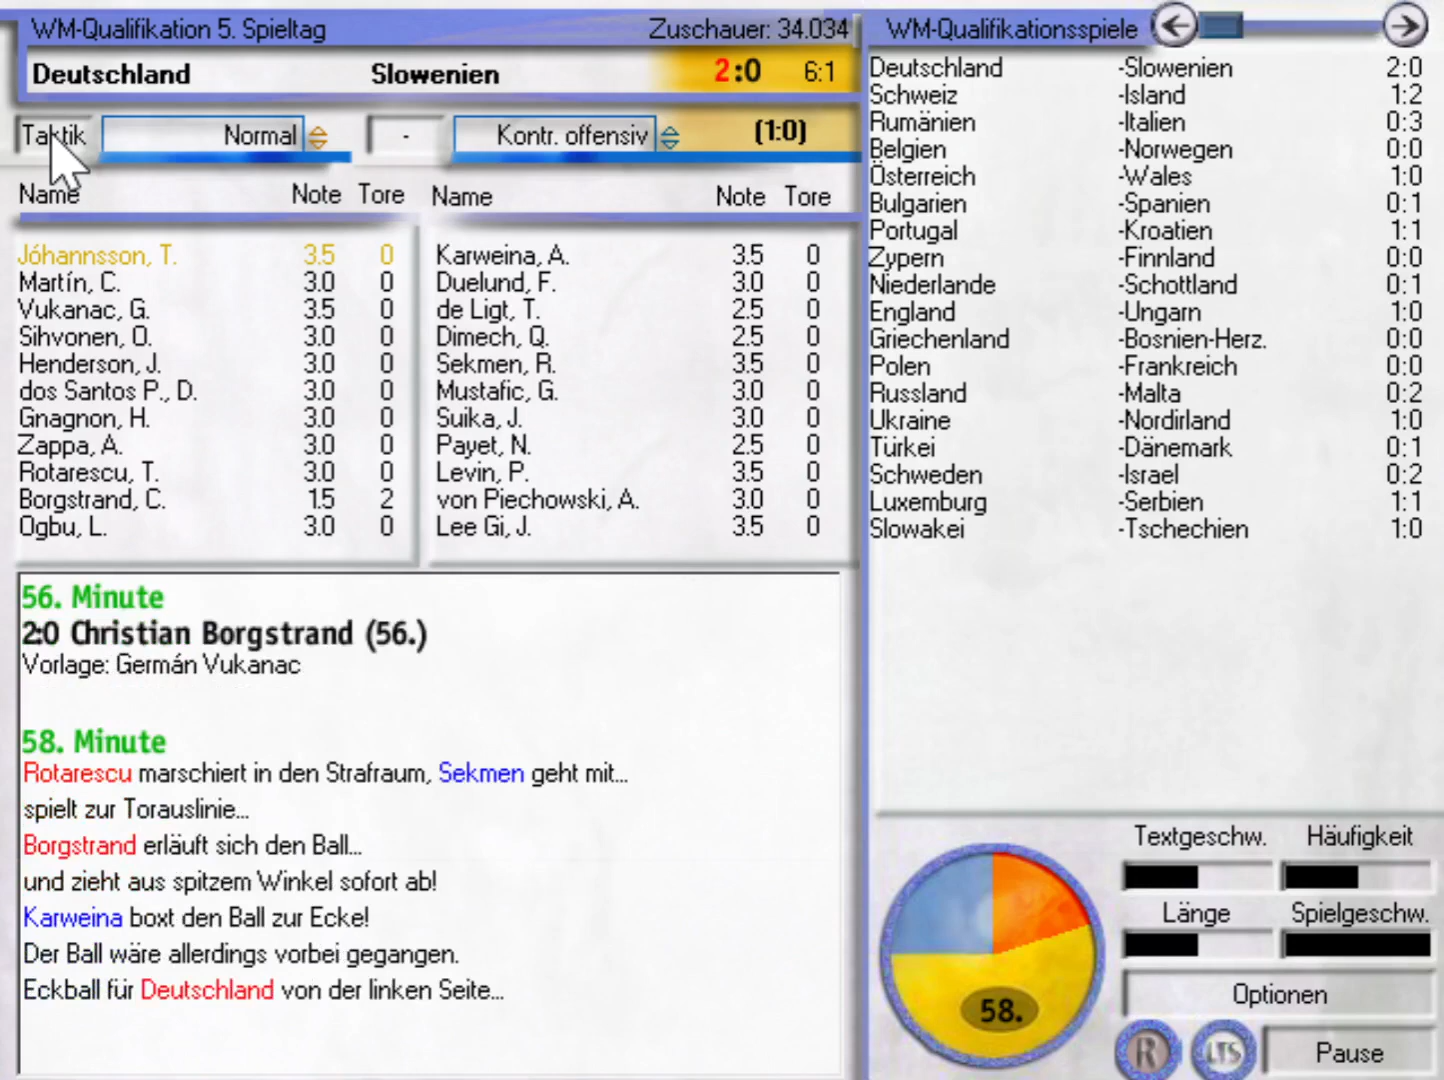 WM-Qualifikation 5. Spieltag Zuschauer: 34.034
Deutschland Slowenien 2:0 6:1
Taktik Normal - Kontr. offensiv (1:0)
Name Note Tore Name Note Tore
Jóhannsson, T. 3.5 0 Karweina, A. 3.5 0
Martín, C. 3.0 0 Duelund, F. 3.0 0
Vukanac, G. 3.5 0 de Ligt, T. 2.5 0
Sihvonen, O. 3.0 0 Dimech, Q. 2.5 0
Henderson, J. 3.0 0 Sekmen, R. 3.5 0
dos Santos P., D. 3.0 0 Mustafic, G. 3.0 0
Gnagnon, H. 3.0 0 Suika, J. 3.0 0
Zappa, A. 3.0 0 Payet, N. 2.5 0
Rotarescu, T. 3.0 0 Levin, P. 3.5 0
Borgstrand, C. 1.5 2 von Piechowski, A. 3.0 0
Ogbu, L. 3.0 0 Lee Gi, J. 3.5 0
56. Minute
2:0 Christian Borgstrand (56.)
Vorlage: Germán Vukanac
58. Minute
Rotarescu marschiert in den Strafraum, Sekmen geht mit...
spielt zur Torauslinie...
Borgstrand erläuft sich den Ball...
und zieht aus spitzem Winkel sofort ab!
Karweina boxt den Ball zur Ecke!
Der Ball wäre allerdings vorbei gegangen.
Eckball für Deutschland von der linken Seite...
WM-Qualifikationsspiele
Deutschland -Slowenien 2:0
Schweiz -Island 1:2
Rumänien -Italien 0:3
Belgien -Norwegen 0:0
Österreich -Wales 1:0
Bulgarien -Spanien 0:1
Portugal -Kroatien 1:1
Zypern -Finnland 0:0
Niederlande -Schottland 0:1
England -Ungarn 1:0
Griechenland -Bosnien-Herz. 0:0
Polen -Frankreich 0:0
Russland -Malta 0:2
Ukraine -Nordirland 1:0
Türkei -Dänemark 0:1
Schweden -Israel 0:2
Luxemburg -Serbien 1:1
Slowakei -Tschechien 1:0
Textgeschw. Häufigkeit
Länge Spielgeschw.
58.
Optionen
R LTS Pause